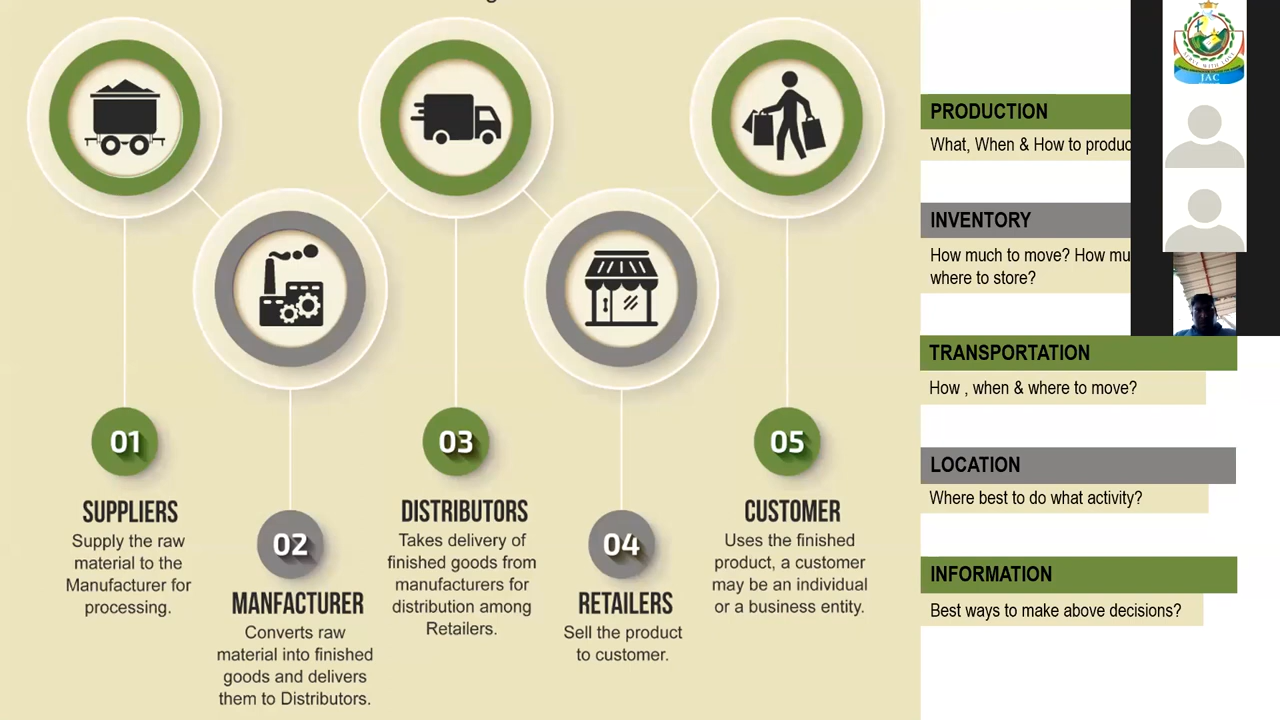 01
SUPPLIERS
Supply the raw
material to the
Manufacturer for
processing.
02
MANFACTURER
Converts raw
material into finished
goods and delivers
them to Distributors.
03
DISTRIBUTORS
Takes delivery of
finished goods from
manufacturers for
distribution among
Retailers.
04
RETAILERS
Sell the product
to customer.
05
CUSTOMER
Uses the finished
product, a customer
may be an individual
or a business entity.
PRODUCTION
What, When & How to produc
INVENTORY
How much to move? How mu
where to store?
TRANSPORTATION
How , when & where to move?
LOCATION
Where best to do what activity?
INFORMATION
Best ways to make above decisions?
SERVE WITH LOVE
JAC